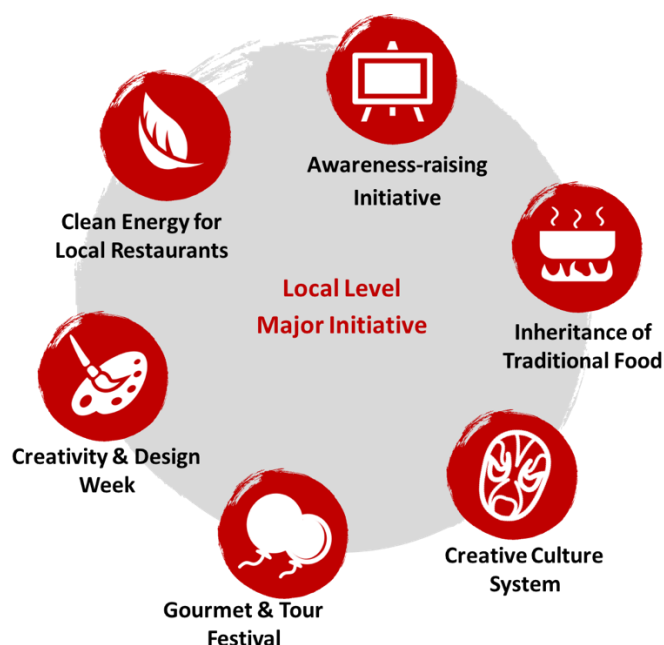 Awareness-raising
Initiative
Clean Energy for
Local Restaurants
Local Level
Major Initiative
Inheritance of
Traditional Food
Creativity & Design
Week
Creative Culture
System
Gourmet & Tour
Festival